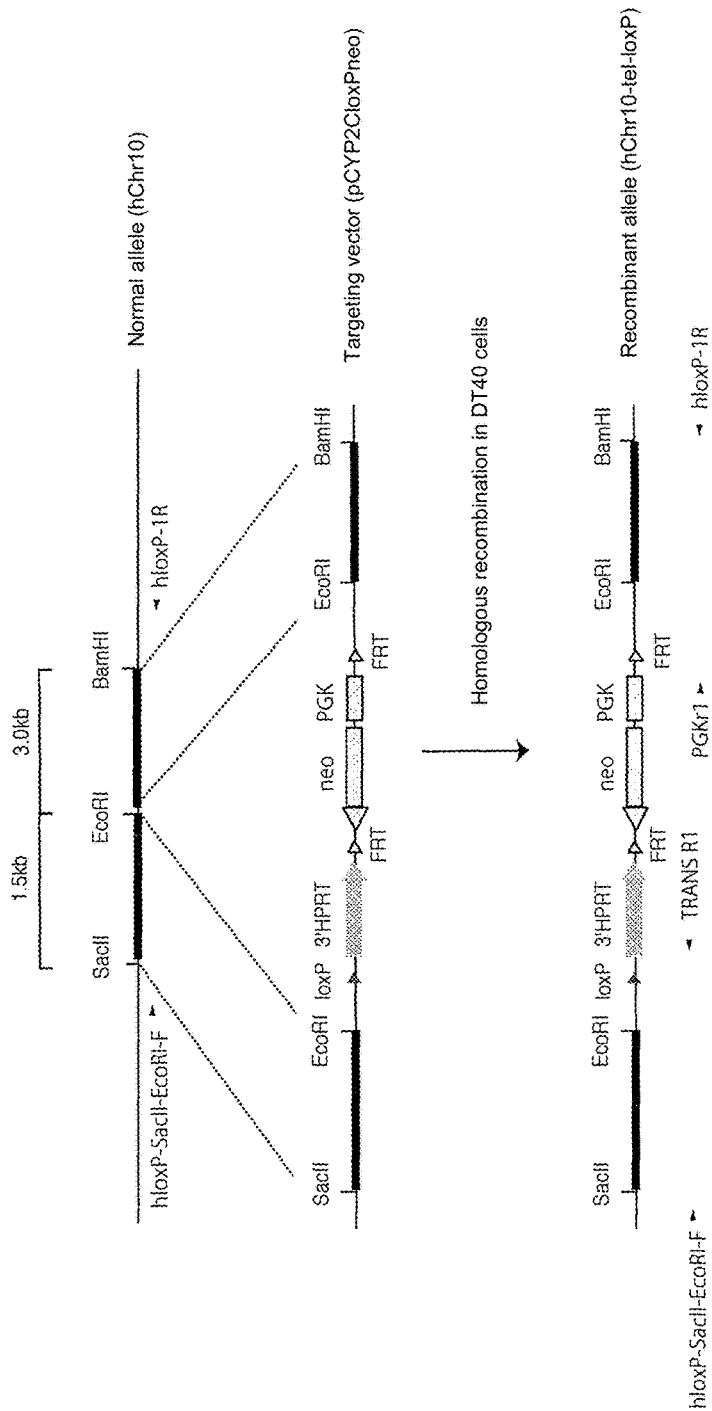 1.5kb 3.0kb
SacII EcoRI BamHI
hloxP-SacII-EcoRI-F hloxP-1R
Normal allele (hChr10)
SacII EcoRI loxP 3'HPRT neo PGK EcoRI BamHI
FRT FRT
Targeting vector (pCYP2CloxPneo)
Homologous recombination in DT40 cells
SacII EcoRI loxP 3'HPRT neo PGK EcoRI BamHI
FRT FRT
Recombinant allele (hChr10-tel-loxP)
TRANS R1 PGKr1
hloxP-SacII-EcoRI-F hloxP-1R